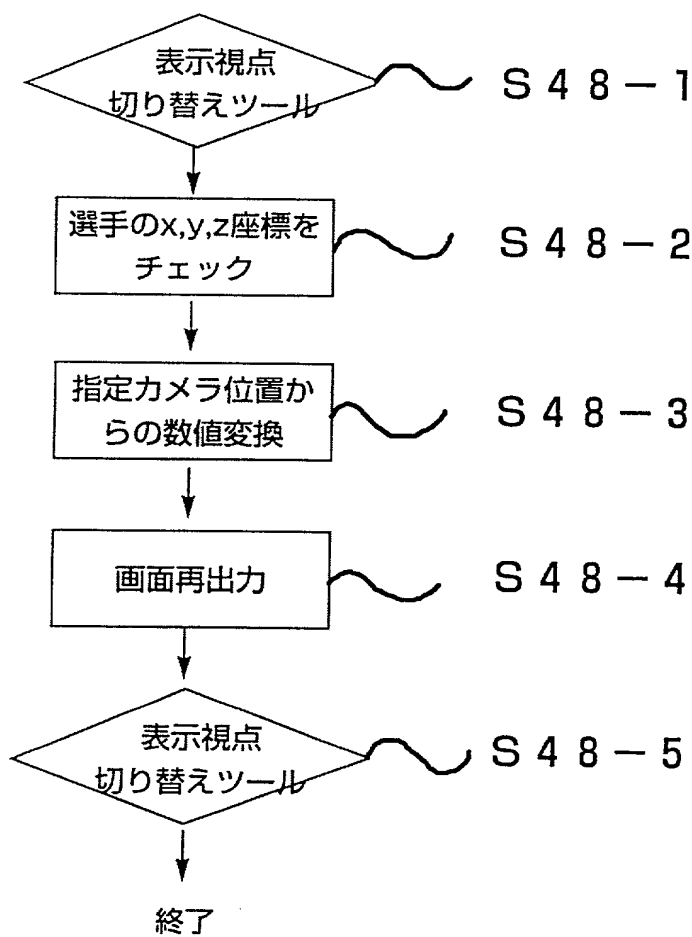 表示視点
切り替えツール
S48-1
選手のx,y,z座標を
チェック
S48-2
指定カメラ位置か
らの数値変換
S48-3
画面再出力
S48-4
表示視点
切り替えツール
S48-5
終了